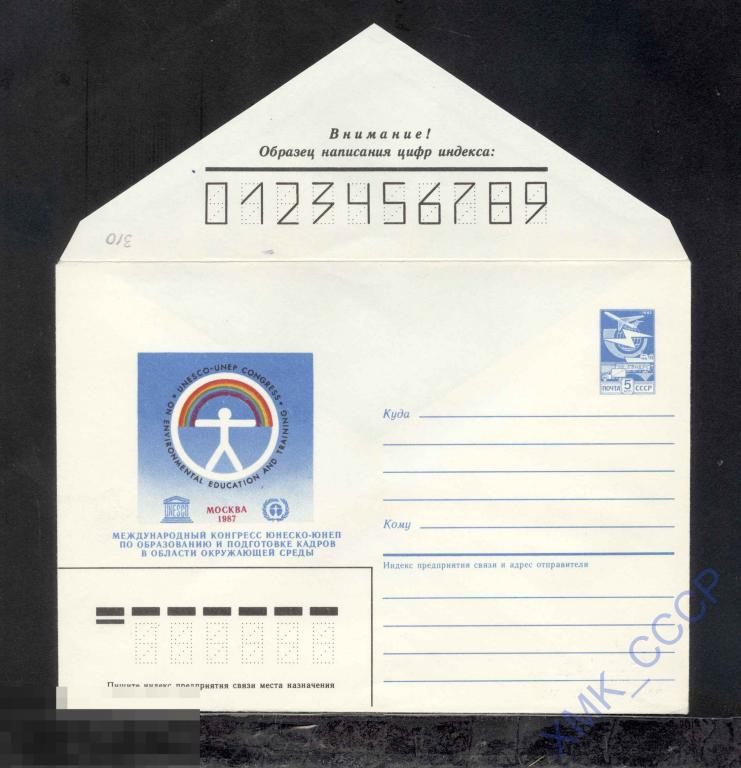 Внимание!
Образец написания цифр индекса:
0123456789
310
UNESCO-UNEP CONGRESS
ON ENVIRONMENTAL EDUCATION AND TRAINING
UNESCO
МОСКВА
1987
МЕЖДУНАРОДНЫЙ КОНГРЕСС ЮНЕСКО-ЮНЕП
ПО ОБРАЗОВАНИЮ И ПОДГОТОВКЕ КАДРОВ
В ОБЛАСТИ ОКРУЖАЮЩЕЙ СРЕДЫ
ПОЧТА 5 СССР
Куда
Кому
Индекс предприятия связи и адрес отправителя
Пишите индекс предприятия связи места назначения
ХМК_СССР